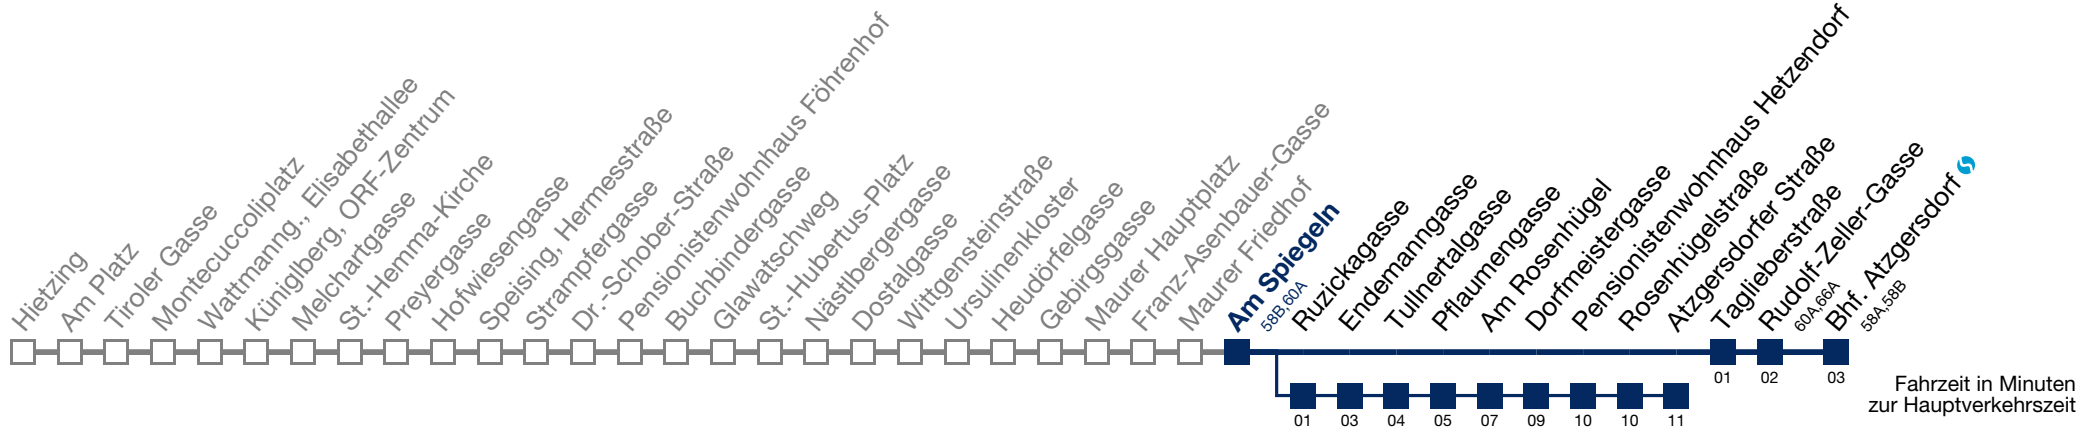 Hietzing
Am Platz
Tiroler Gasse
Montecuccoliplatz
Wattmanng., Elisabethallee
Küniglberg, ORF-Zentrum
Melchartgasse
St.-Hemma-Kirche
Preyergasse
Hofwiesengasse
Speising, Hermesstraße
Strampfergasse
Dr.-Schober-Straße
Pensionistenwohnhaus Föhrenhof
Buchbindergasse
Glawatschweg
St.-Hubertus-Platz
Nästlbergergasse
Dostalgasse
Wittgensteinstraße
Ursulinenkloster
Heudörfelgasse
Gebirgsgasse
Maurer Hauptplatz
Franz-Asenbauer-Gasse
Maurer Friedhof
Am Spiegeln
58B,60A
Ruzickagasse
Endemanngasse
Tullnertalgasse
Pflaumengasse
Am Rosenhügel
Dorfmeistergasse
Pensionistenwohnhaus Hetzendorf
Rosenhügelstraße
Atzgersdorfer Straße
Taglieberstraße
Rudolf-Zeller-Gasse
60A,66A
Bhf. Atzgersdorf
58A,58B
01 02 03
01 03 04 05 07 09 10 10 11
Fahrzeit in Minuten
zur Hauptverkehrszeit